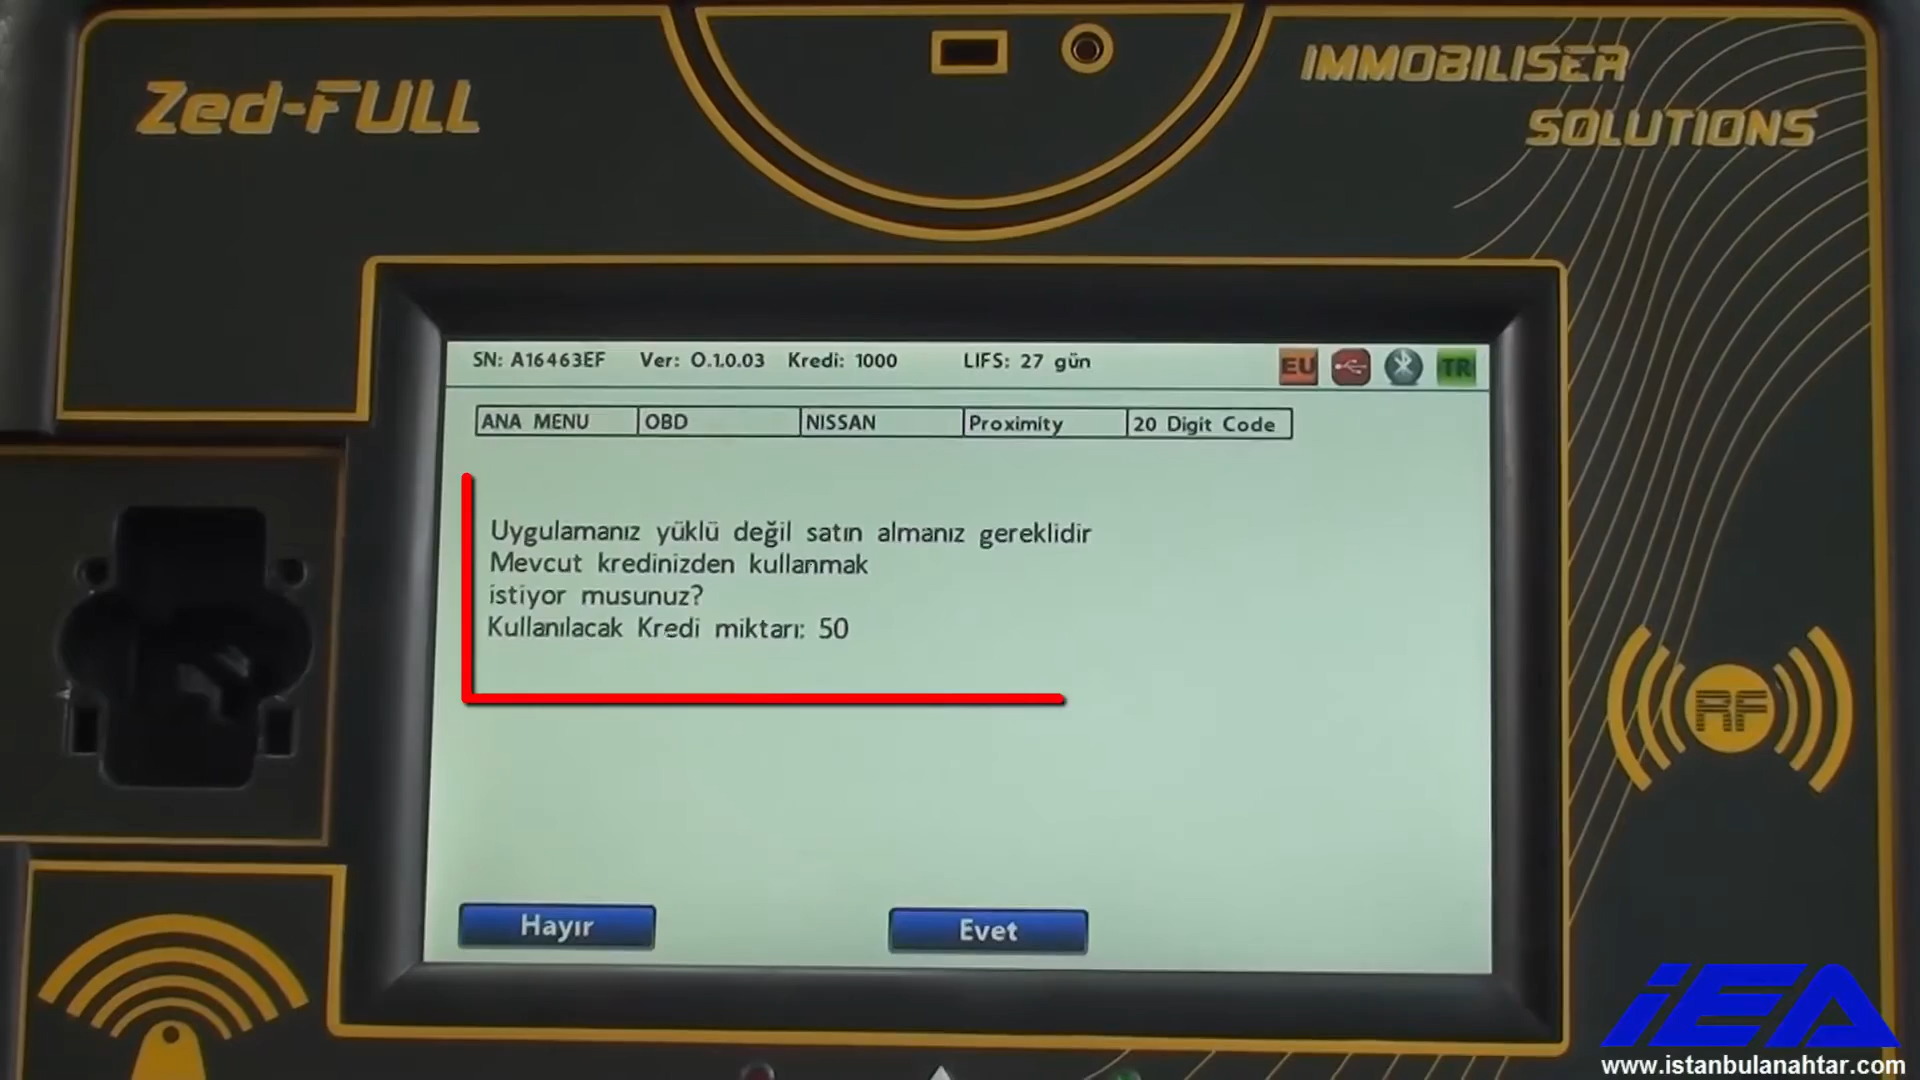 Zed-FULL
IMMOBILISER
SOLUTIONS
SN: A16463EF Ver: O.1.0.03 Kredi: 1000 LIFS: 27 gün EU TR
ANA MENU OBD NISSAN Proximity 20 Digit Code
Uygulamanız yüklü değil satın almanız gereklidir
Mevcut kredinizden kullanmak
istiyor musunuz?
Kullanılacak Kredi miktarı: 50
RF
Hayır Evet
iEA
www.istanbulanahtar.com